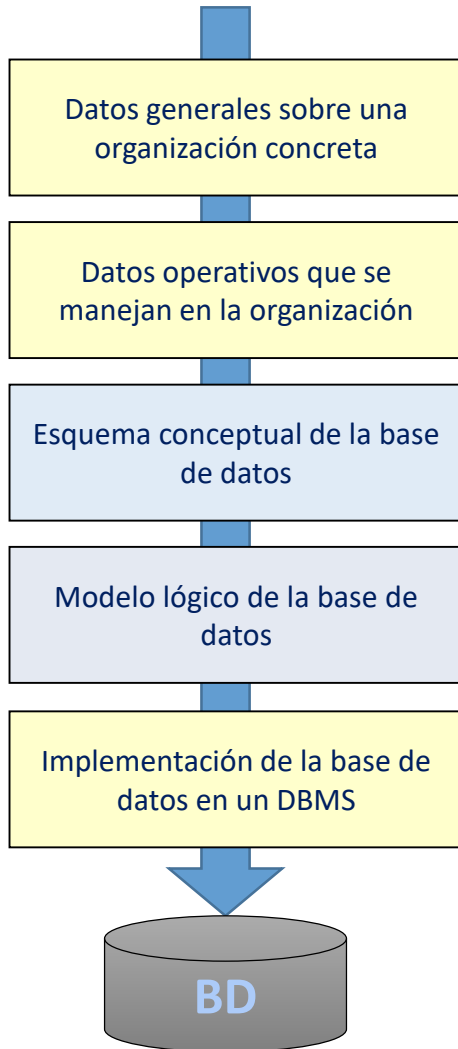 Datos generales sobre una
organización concreta
Datos operativos que se
manejan en la organización
Esquema conceptual de la base
de datos
Modelo lógico de la base de
datos
Implementación de la base de
datos en un DBMS
BD